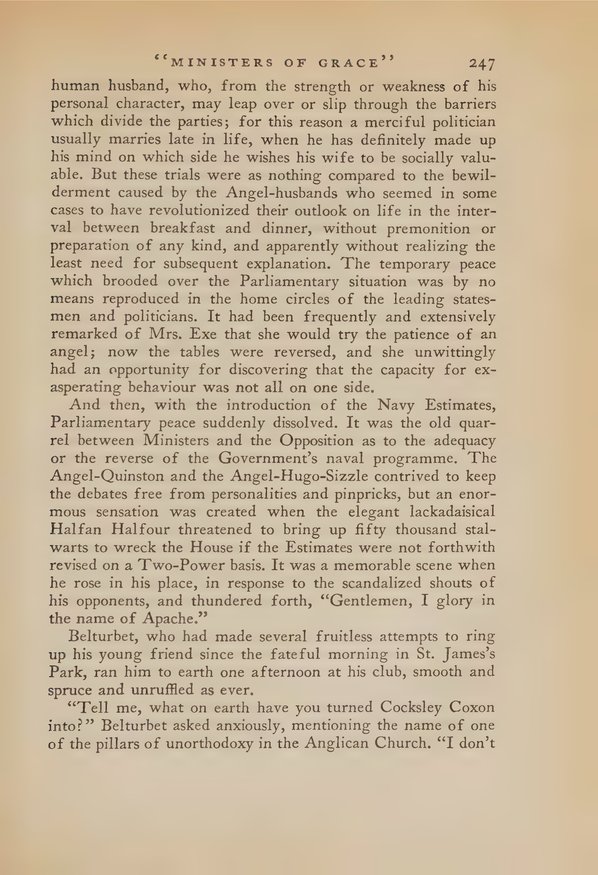 “MINISTERS OF GRACE” 247
human husband, who, from the strength or weakness of his
personal character, may leap over or slip through the barriers
which divide the parties; for this reason a merciful politician
usually marries late in life, when he has definitely made up
his mind on which side he wishes his wife to be socially valu-
able. But these trials were as nothing compared to the bewil-
derment caused by the Angel-husbands who seemed in some
cases to have revolutionized their outlook on life in the inter-
val between breakfast and dinner, without premonition or
preparation of any kind, and apparently without realizing the
least need for subsequent explanation. The temporary peace
which brooded over the Parliamentary situation was by no
means reproduced in the home circles of the leading states-
men and politicians. It had been frequently and extensively
remarked of Mrs. Exe that she would try the patience of an
angel; now the tables were reversed, and she unwittingly
had an opportunity for discovering that the capacity for ex-
asperating behaviour was not all on one side.
And then, with the introduction of the Navy Estimates,
Parliamentary peace suddenly dissolved. It was the old quar-
rel between Ministers and the Opposition as to the adequacy
or the reverse of the Government’s naval programme. The
Angel-Quinston and the Angel-Hugo-Sizzle contrived to keep
the debates free from personalities and pinpricks, but an enor-
mous sensation was created when the elegant lackadaisical
Halfan Halfour threatened to bring up fifty thousand stal-
warts to wreck the House if the Estimates were not forthwith
revised on a Two-Power basis. It was a memorable scene when
he rose in his place, in response to the scandalized shouts of
his opponents, and thundered forth, “Gentlemen, I glory in
the name of Apache.”
Belturbet, who had made several fruitless attempts to ring
up his young friend since the fateful morning in St. James’s
Park, ran him to earth one afternoon at his club, smooth and
spruce and unruffled as ever.
“Tell me, what on earth have you turned Cocksley Coxon
into?” Belturbet asked anxiously, mentioning the name of one
of the pillars of unorthodoxy in the Anglican Church. “I don’t